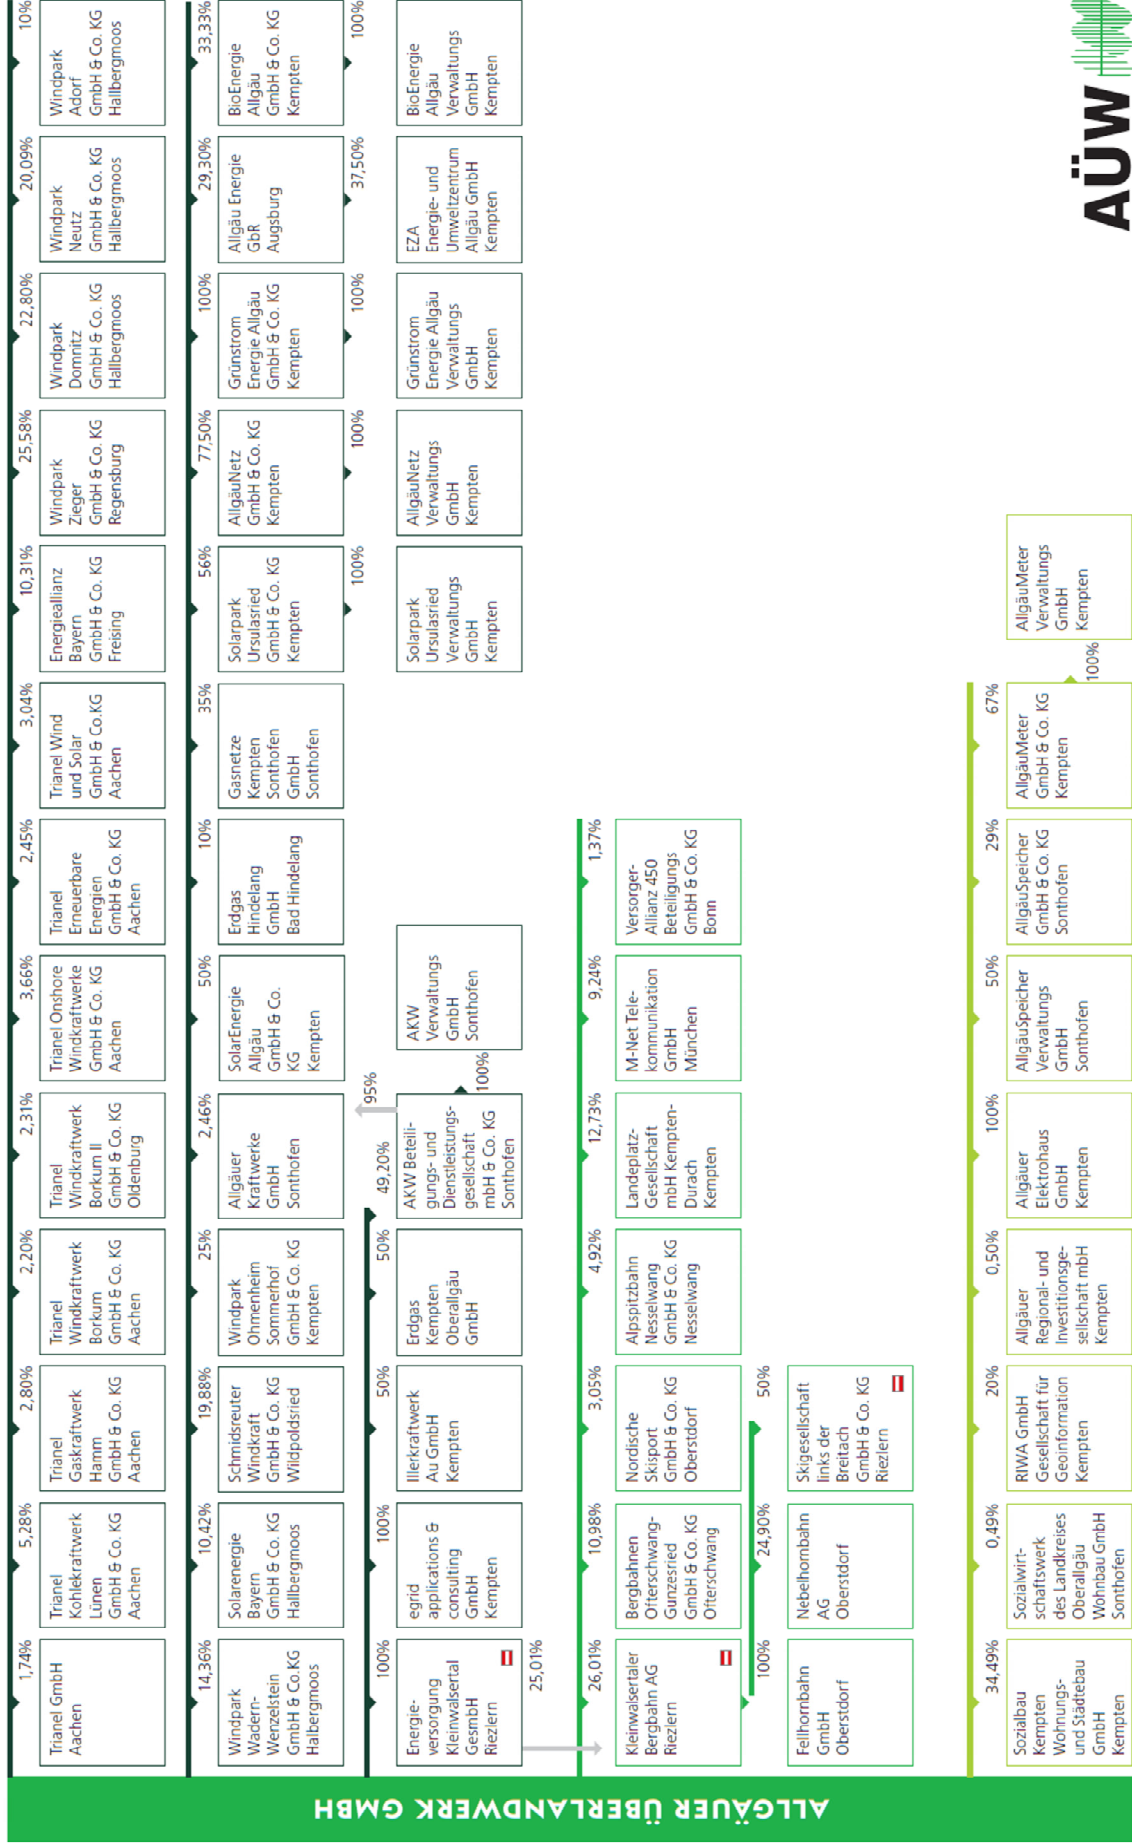 ALLGÄUER ÜBERLANDWERK GMBH
1,74%
Trianel GmbH
Aachen
5,28%
Trianel
Kohlekraftwerk
Lünen
GmbH & Co. KG
Aachen
2,80%
Trianel
Gaskraftwerk
Hamm
GmbH & Co. KG
Aachen
2,20%
Trianel
Windkraftwerk
Borkum
GmbH & Co. KG
Aachen
2,31%
Trianel
Windkraftwerk
Borkum II
GmbH & Co. KG
Oldenburg
3,66%
Trianel Onshore
Windkraftwerke
GmbH & Co. KG
Aachen
2,45%
Trianel
Erneuerbare
Energien
GmbH & Co. KG
Aachen
3,04%
Trianel Wind
und Solar
GmbH & Co.KG
Aachen
10,31%
Energieallianz
Bayern
GmbH & Co. KG
Freising
25,58%
Windpark
Zieger
GmbH & Co. KG
Regensburg
22,80%
Windpark
Domnitz
GmbH & Co. KG
Hallbergmoos
20,09%
Windpark
Neutz
GmbH & Co. KG
Hallbergmoos
10%
Windpark
Adorf
GmbH & Co. KG
Hallbergmoos
14,36%
Windpark
Wadern-
Wenzelstein
GmbH & Co.KG
Halbergmoos
10,42%
Solarenergie
Bayern
GmbH & Co. KG
Hallbergmoos
19,88%
Schmidsreuter
Windkraft
GmbH & Co. KG
Wildpoldsried
25%
Windpark
Ohmenheim
Sommerhof
GmbH & Co. KG
Kempten
2,46%
Allgäuer
Kraftwerke
GmbH
Sonthofen
50%
SolarEnergie
Allgäu
GmbH & Co.
KG
Kempten
10%
Erdgas
Hindelang
GmbH
Bad Hindelang
35%
Gasnetze
Kempten
Sonthofen
GmbH
Sonthofen
56%
Solarpark
Ursulasried
GmbH & Co. KG
Kempten
77,50%
AllgäuNetz
GmbH & Co. KG
Kempten
100%
Grünstrom
Energie Allgäu
GmbH & Co. KG
Kempten
29,30%
Allgäu Energie
GbR
Augsburg
33,33%
BioEnergie
Allgäu
GmbH & Co. KG
Kempten
100%
Energie-
versorgung
Kleinwalsertal
GesmbH
Riezlern
25,01%
100%
egrid
applications &
consulting
GmbH
Kempten
50%
Illerkraftwerk
Au GmbH
Kempten
50%
Erdgas
Kempten
Oberallgäu
GmbH
49,20%
95%
AKW Beteili-
gungs- und
Dienstleistungs-
gesellschaft
mbH & Co. KG
Sonthofen
100%
AKW
Verwaltungs
GmbH
Sonthofen
100%
Solarpark
Ursulasried
Verwaltungs
GmbH
Kempten
100%
AllgäuNetz
Verwaltungs
GmbH
Kempten
100%
Grünstrom
Energie Allgäu
Verwaltungs
GmbH
Kempten
37,50%
EZA
Energie- und
Umweltzentrum
Allgäu GmbH
Kempten
100%
BioEnergie
Allgäu
Verwaltungs
GmbH
Kempten
26,01%
Kleinwalsertaler
Bergbahn AG
Riezlern
10,98%
Bergbahnen
Ofterschwang-
Gunzesried
GmbH & Co. KG
Ofterschwang
3,05%
Nordische
Skisport
GmbH & Co. KG
Oberstdorf
4,92%
Alpspitzbahn
Nesselwang
GmbH & Co. KG
Nesselwang
12,73%
Landeplatz-
Gesellschaft
mbH Kempten-
Durach
Kempten
9,24%
M-Net Tele-
kommunikation
GmbH
München
1,37%
Versorger-
Allianz 450
Beteiligungs
GmbH & Co. KG
Bonn
100%
Fellhornbahn
GmbH
Oberstdorf
24,90%
Nebelhornbahn
AG
Oberstdorf
50%
Skigesellschaft
links der
Breitach
GmbH & Co. KG
Riezlern
34,49%
Sozialbau
Kempten
Wohnungs-
und Städtebau
GmbH
Kempten
0,49%
Sozialwirt-
schaftswerk
des Landkreises
Oberallgäu
Wohnbau GmbH
Sonthofen
20%
RIWA GmbH
Gesellschaft für
Geoinformation
Kempten
0,50%
Allgäuer
Regional- und
Investitionsge-
sellschaft mbH
Kempten
100%
Allgäuer
Elektrohaus
GmbH
Kempten
50%
AllgäuSpeicher
Verwaltungs
GmbH
Sonthofen
29%
AllgäuSpeicher
GmbH & Co. KG
Sonthofen
67%
AllgäuMeter
GmbH & Co. KG
Kempten
100%
AllgäuMeter
Verwaltungs
GmbH
Kempten
AÜW